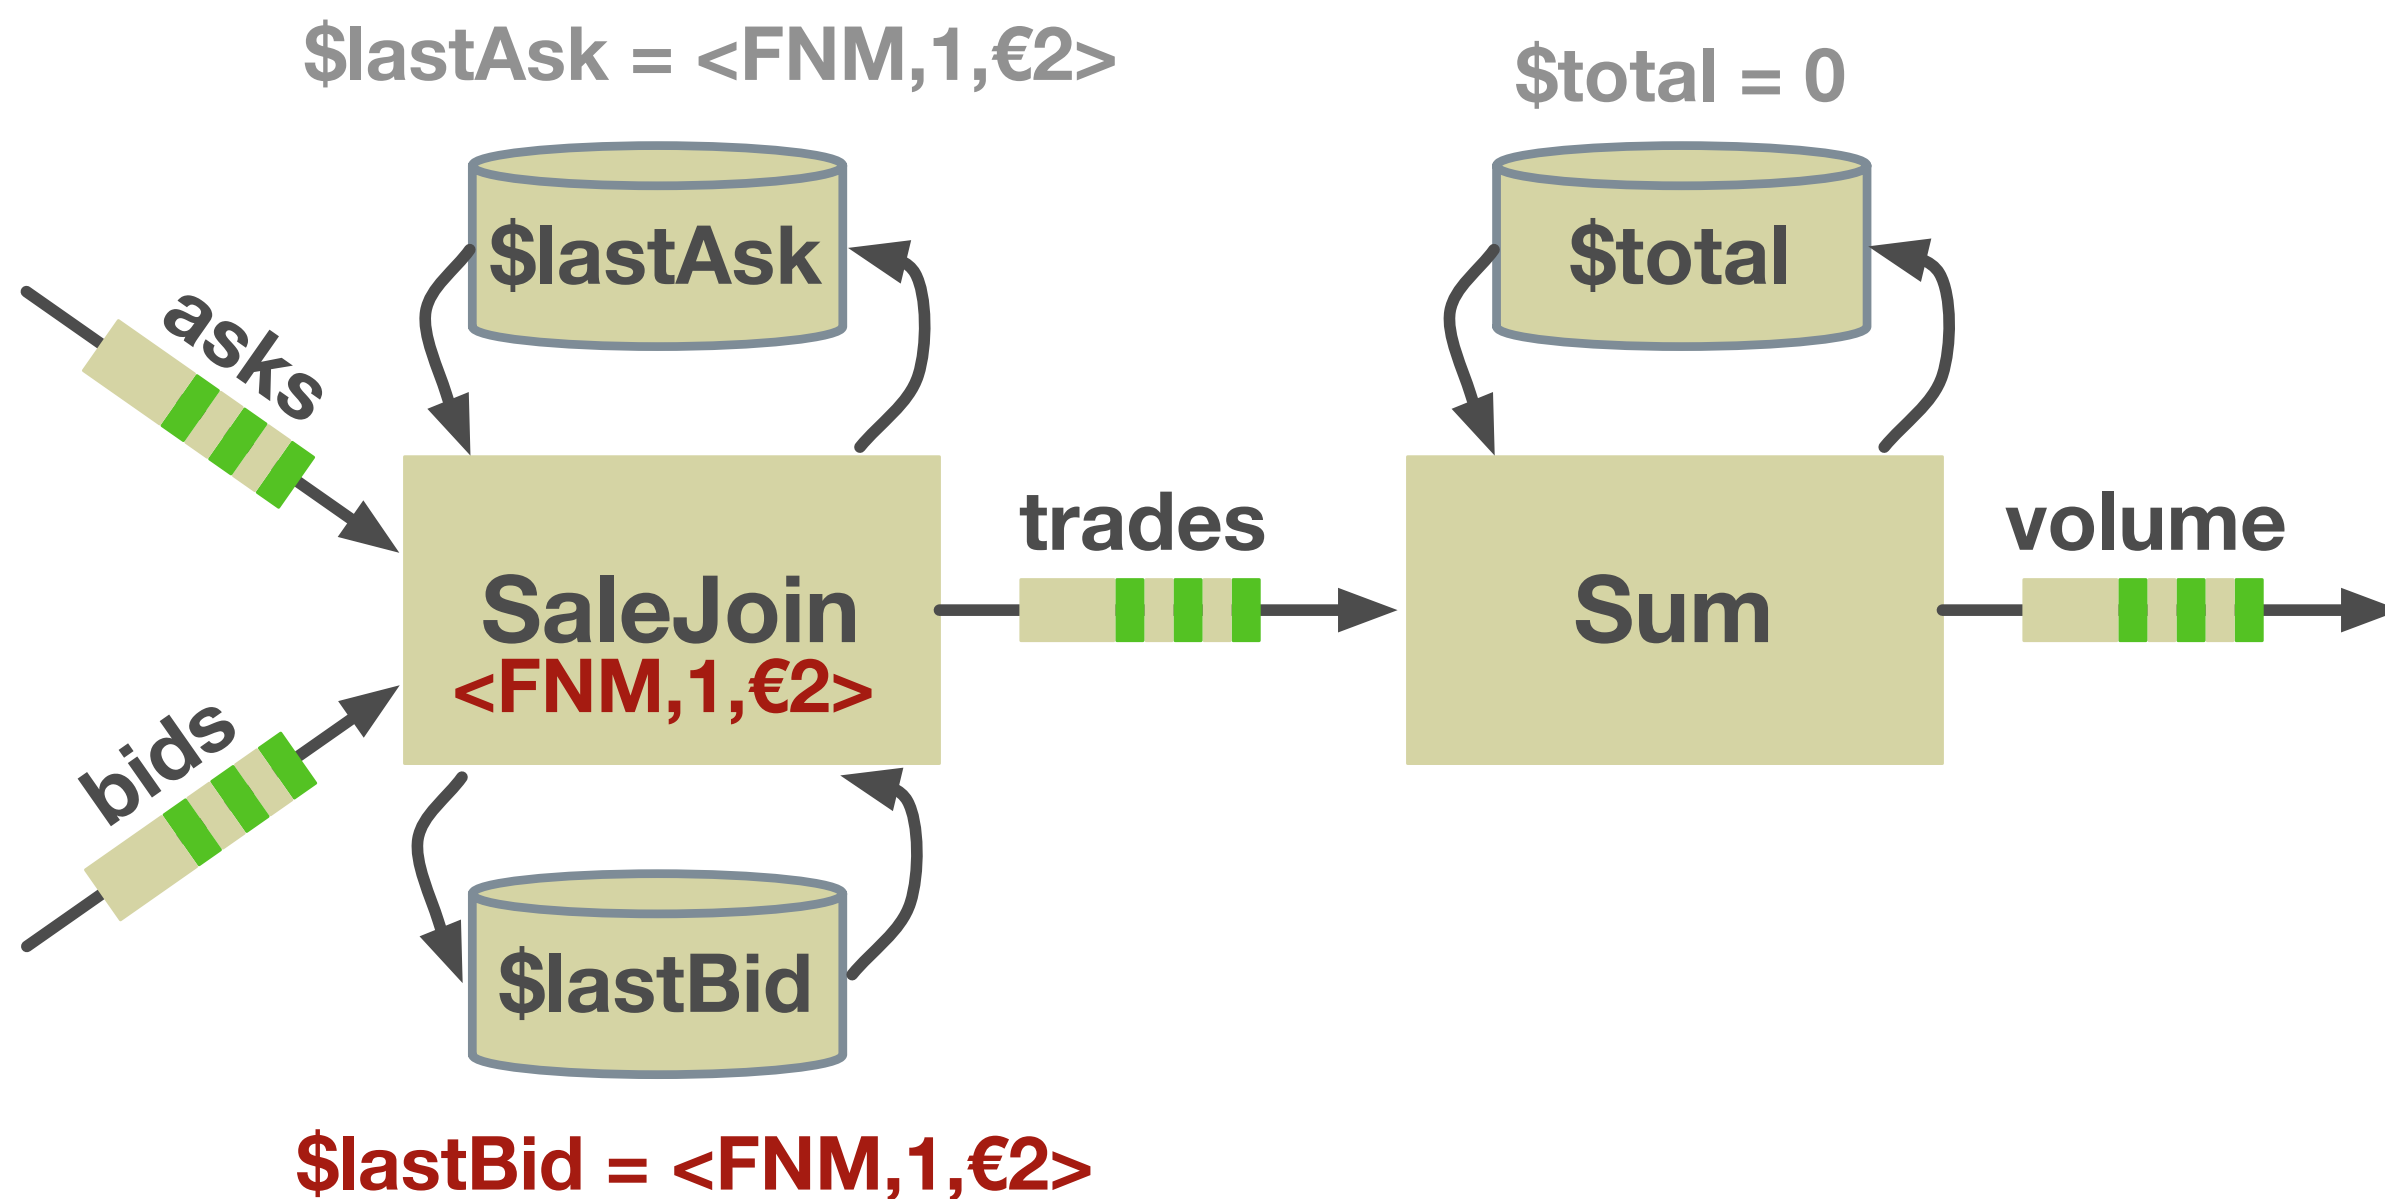 $lastAsk = <FNM,1,€2>
$total = 0
$lastAsk
$total
asks
trades
volume
SaleJoin
<FNM,1,€2>
Sum
bids
$lastBid
$lastBid = <FNM,1,€2>